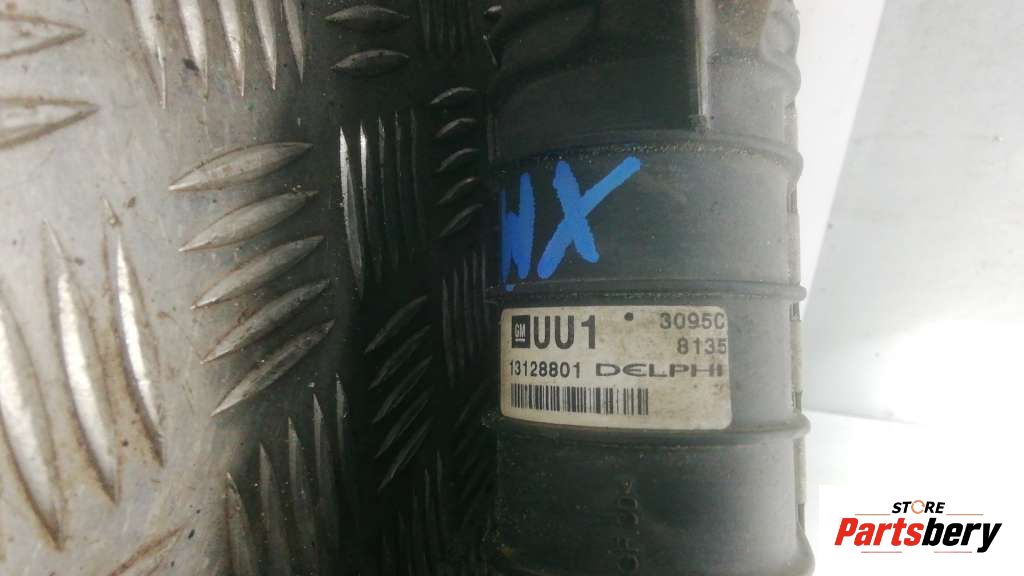 WX
GM UU1 3095C
8135
13128801 DELPHI
STORE
Partsbery